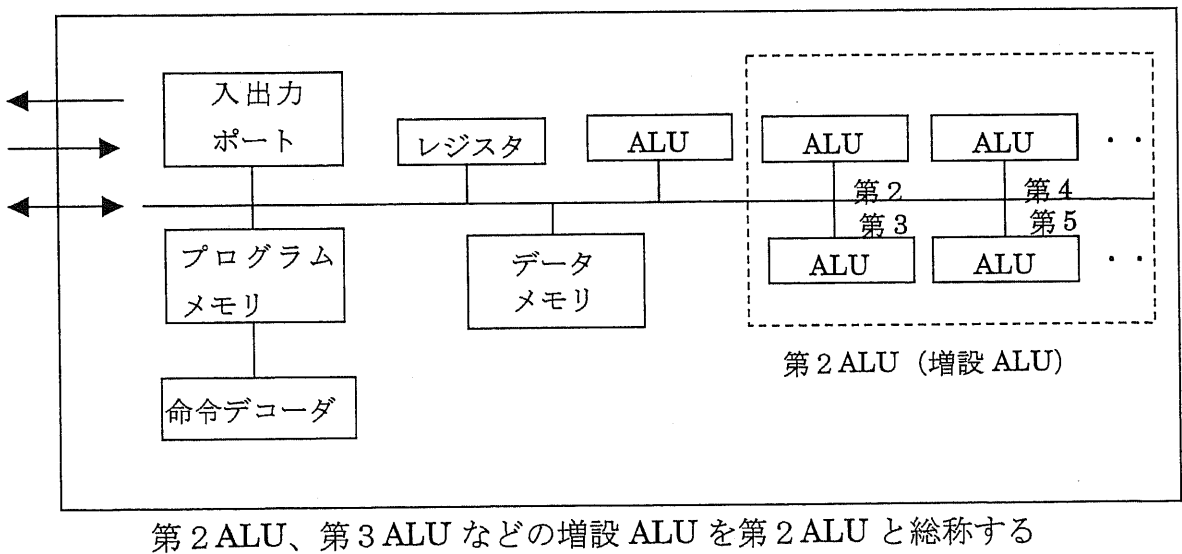 入出力
ポート
レジスタ
ALU
ALU
ALU
・・
第2
第4
第3
第5
プログラム
メモリ
データ
メモリ
ALU
ALU
・・
第2ALU(増設ALU)
命令デコーダ
第2ALU、第3ALUなどの増設ALUを第2ALUと総称する